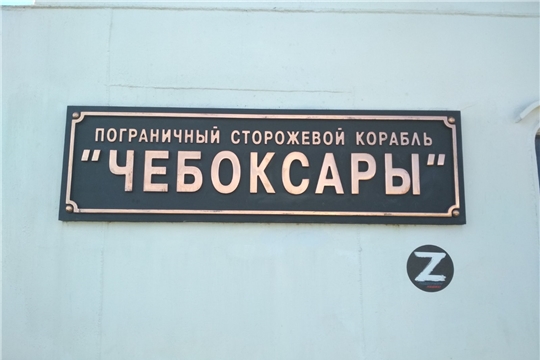 ПОГРАНИЧНЫЙ СТОРОЖЕВОЙ КОРАБЛЬ
"ЧЕБОКСАРЫ"
Z